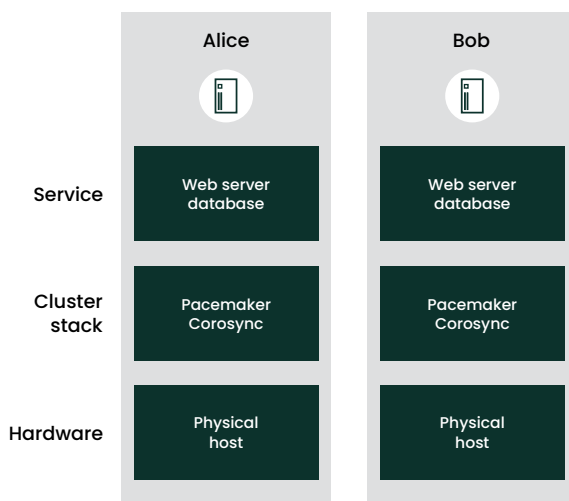 Alice
Bob
Service
Web server
database
Web server
database
Cluster
stack
Pacemaker
Corosync
Pacemaker
Corosync
Hardware
Physical
host
Physical
host